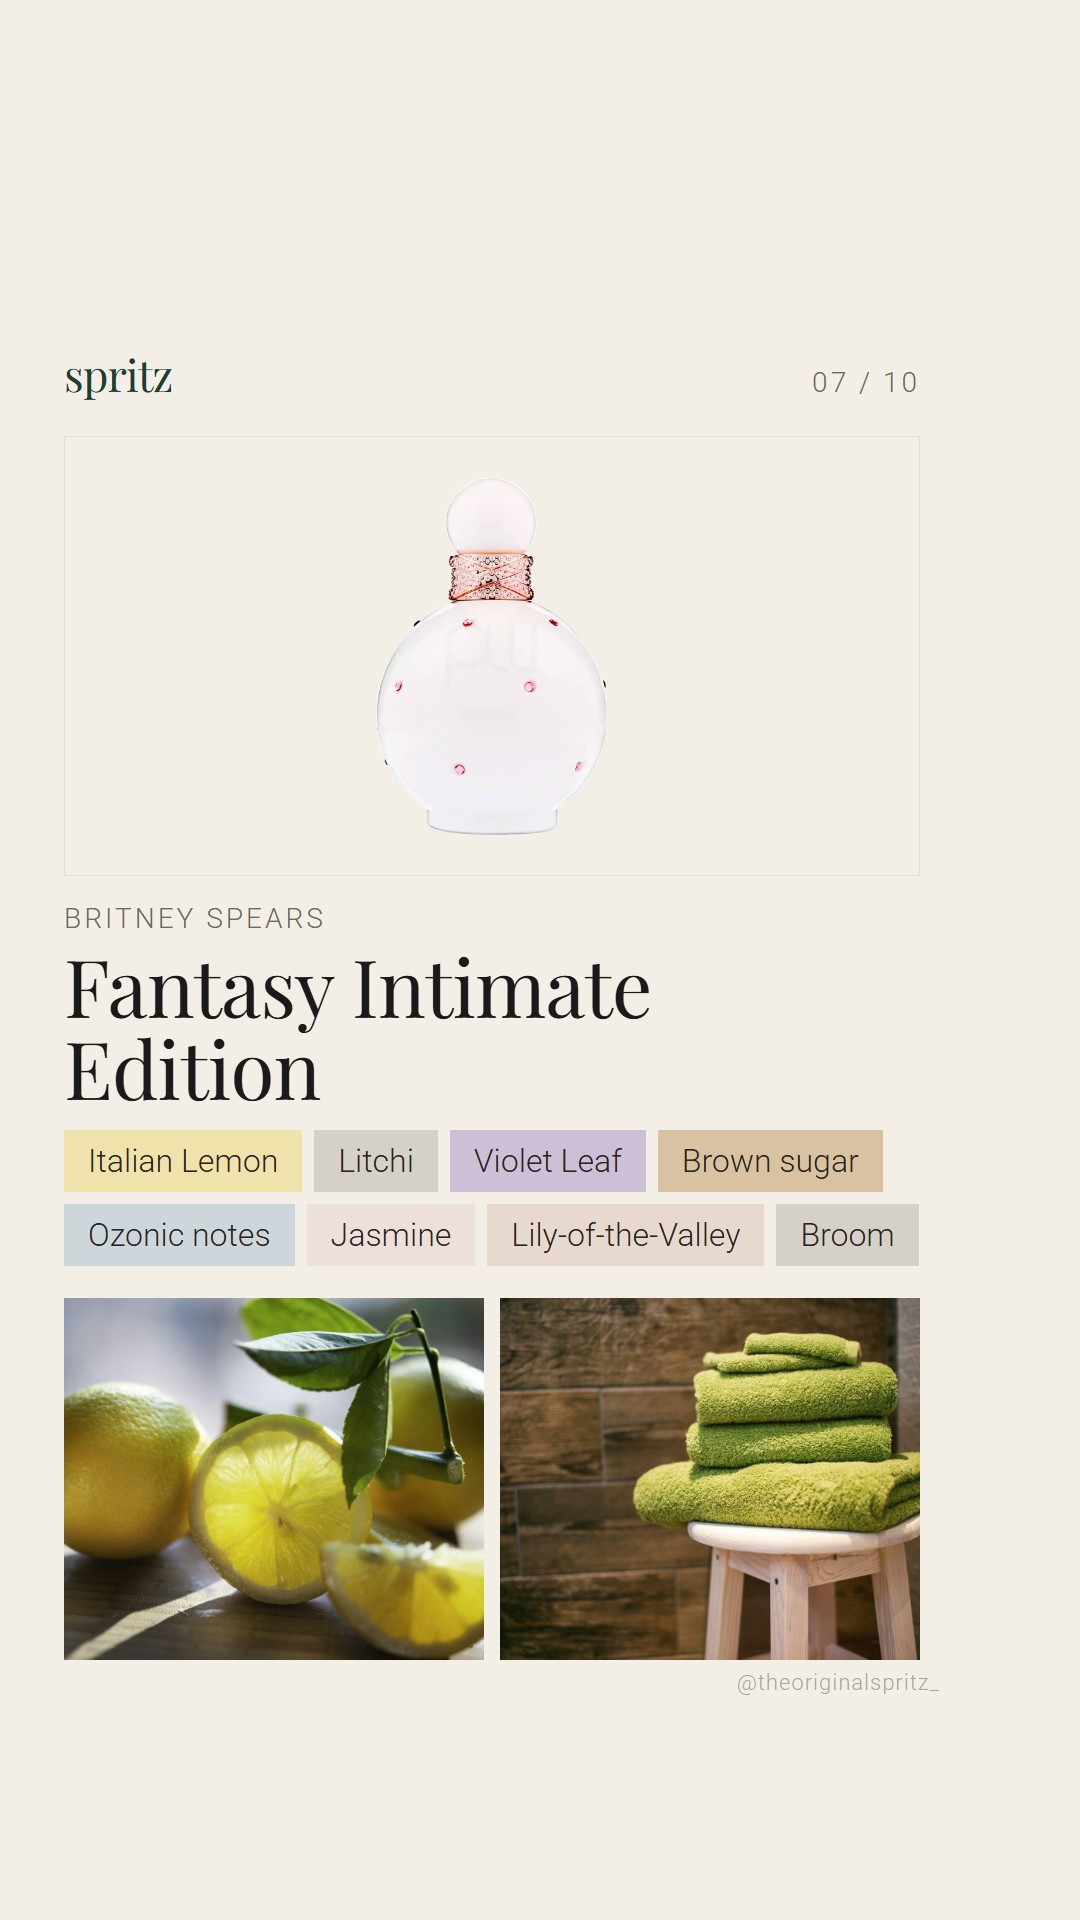 spritz
07 / 10
BRITNEY SPEARS
Fantasy Intimate
Edition
Italian Lemon
Litchi
Violet Leaf
Brown sugar
Ozonic notes
Jasmine
Lily-of-the-Valley
Broom
@theoriginalspritz_